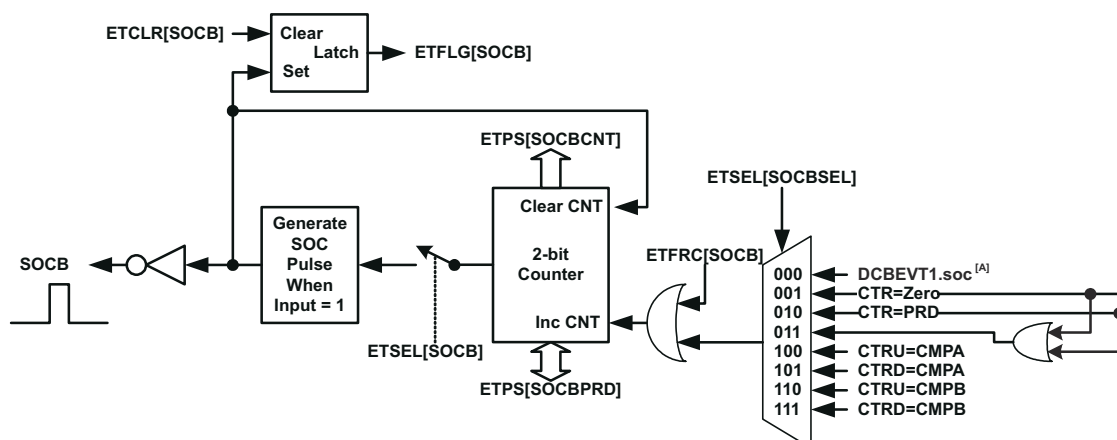 ETCLR[SOCB]
Clear
Latch
Set
ETFLG[SOCB]
ETPS[SOCBCNT]
ETSEL[SOCBSEL]
Clear CNT
2-bit
Counter
Inc CNT
Generate
SOC
Pulse
When
Input = 1
SOCB
ETSEL[SOCB]
ETPS[SOCBPRD]
ETFRC[SOCB]
000 DCBEVT1.soc [A]
001 CTR=Zero
010 CTR=PRD
011
100 CTRU=CMPA
101 CTRD=CMPA
110 CTRU=CMPB
111 CTRD=CMPB